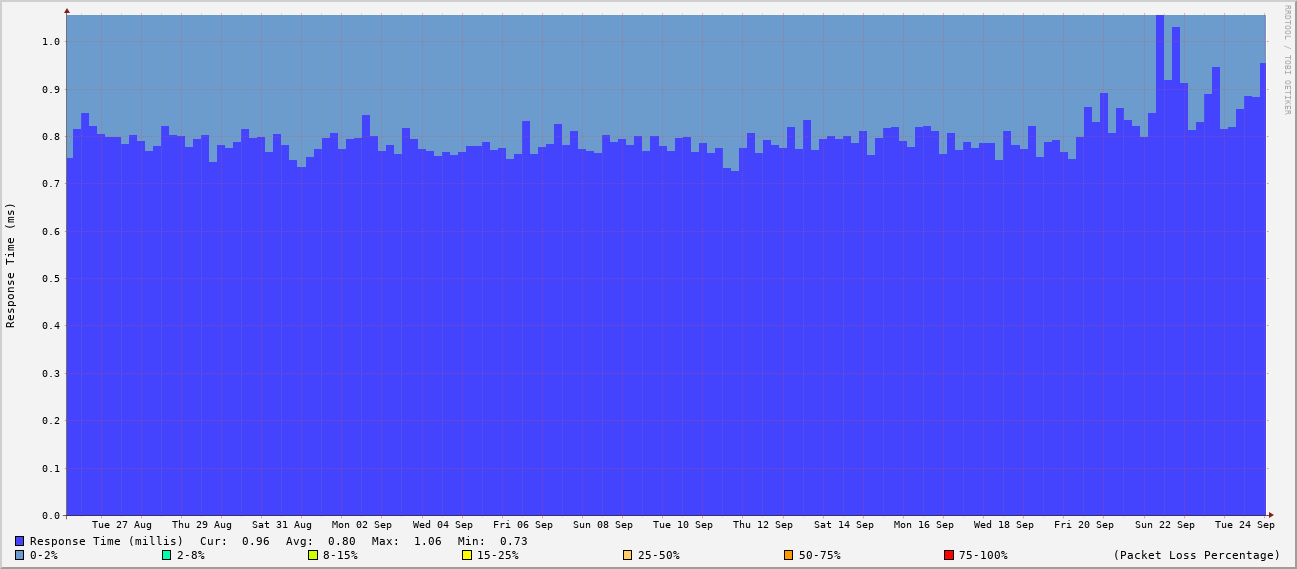 RRDTOOL / TOBI OETIKER
1.0
0.9
0.8
0.7
0.6
0.5
0.4
0.3
0.2
0.1
0.0
Response Time (ms)
Tue 27 Aug Thu 29 Aug Sat 31 Aug Mon 02 Sep Wed 04 Sep Fri 06 Sep Sun 08 Sep Tue 10 Sep Thu 12 Sep Sat 14 Sep Mon 16 Sep Wed 18 Sep Fri 20 Sep Sun 22 Sep Tue 24 Sep
Response Time (millis) Cur: 0.96 Avg: 0.80 Max: 1.06 Min: 0.73
0-2% 2-8% 8-15% 15-25% 25-50% 50-75% 75-100% (Packet Loss Percentage)